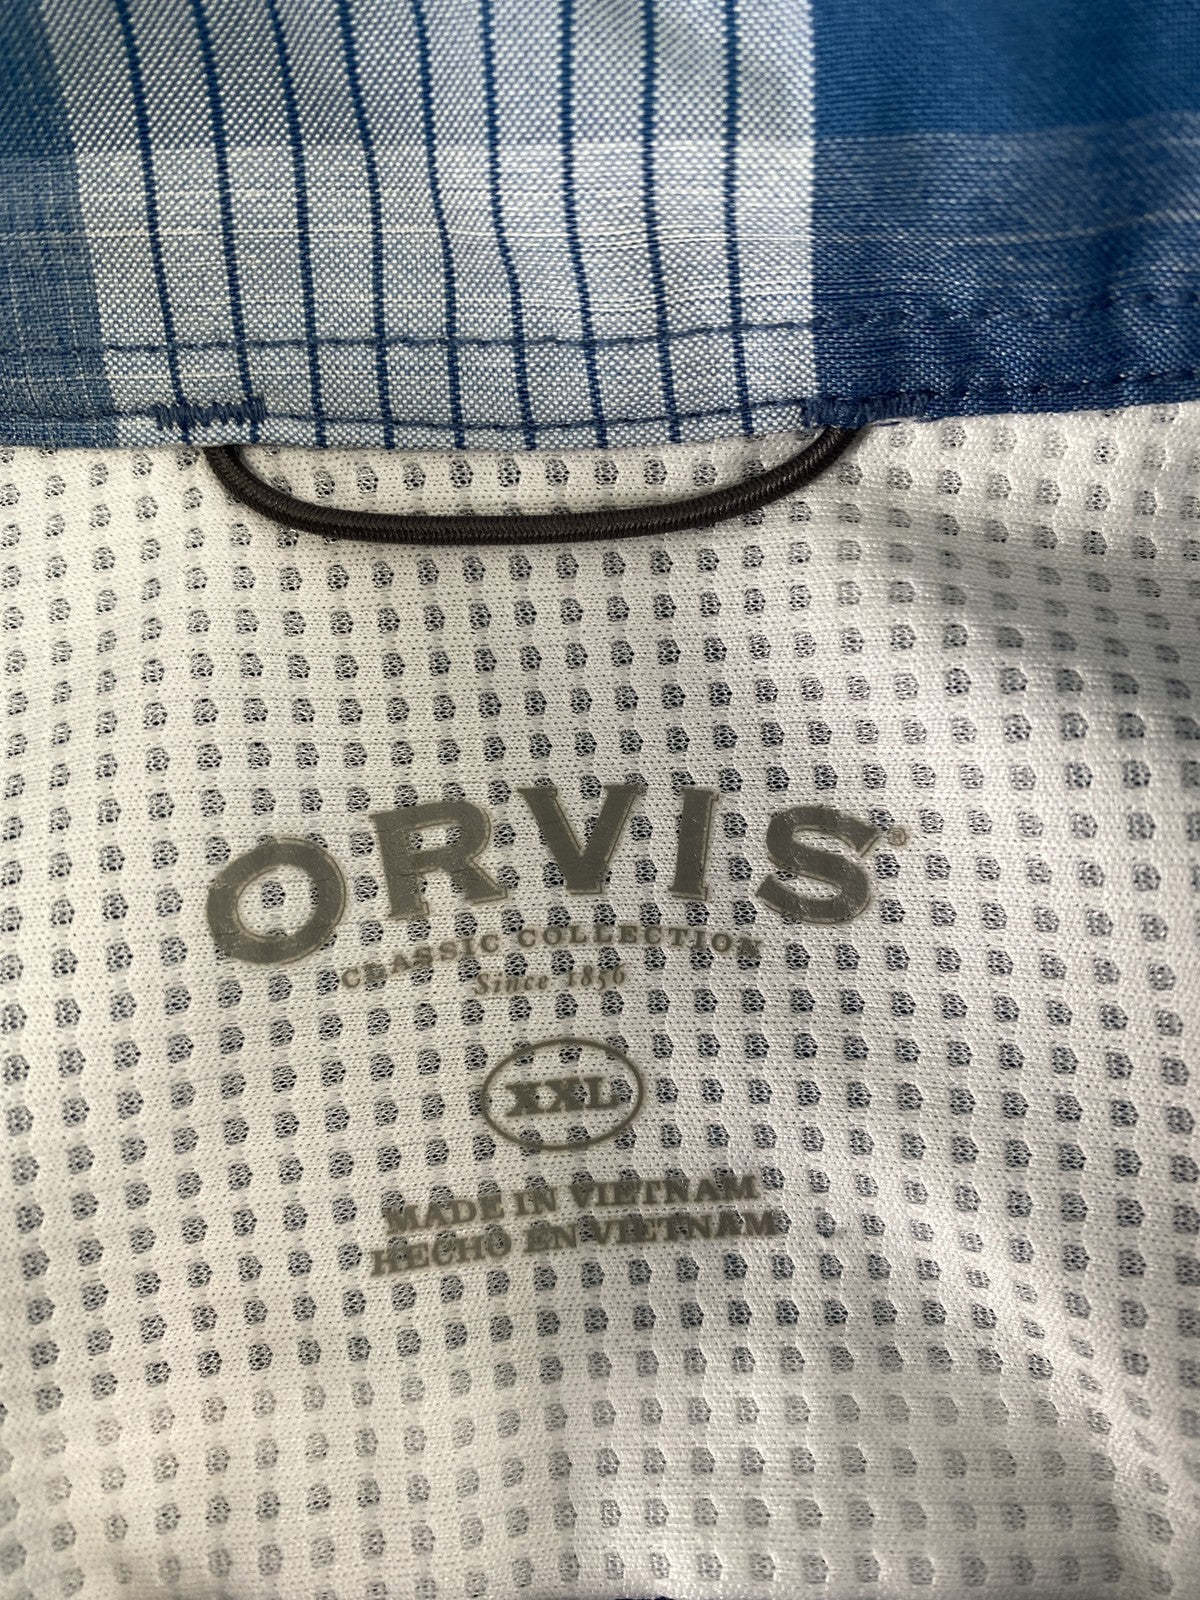 ORVIS®
CLASSIC COLLECTION
Since 1856
XXL
MADE IN VIETNAM
HECHO EN VIETNAM